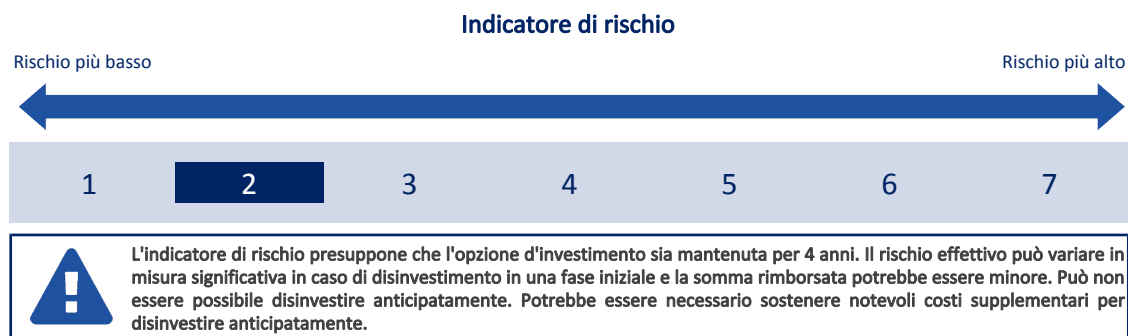 Indicatore di rischio
Rischio più basso
Rischio più alto
1 2 3 4 5 6 7
L'indicatore di rischio presuppone che l'opzione d'investimento sia mantenuta per 4 anni. Il rischio effettivo può variare in
misura significativa in caso di disinvestimento in una fase iniziale e la somma rimborsata potrebbe essere minore. Può non
essere possibile disinvestire anticipatamente. Potrebbe essere necessario sostenere notevoli costi supplementari per
disinvestire anticipatamente.